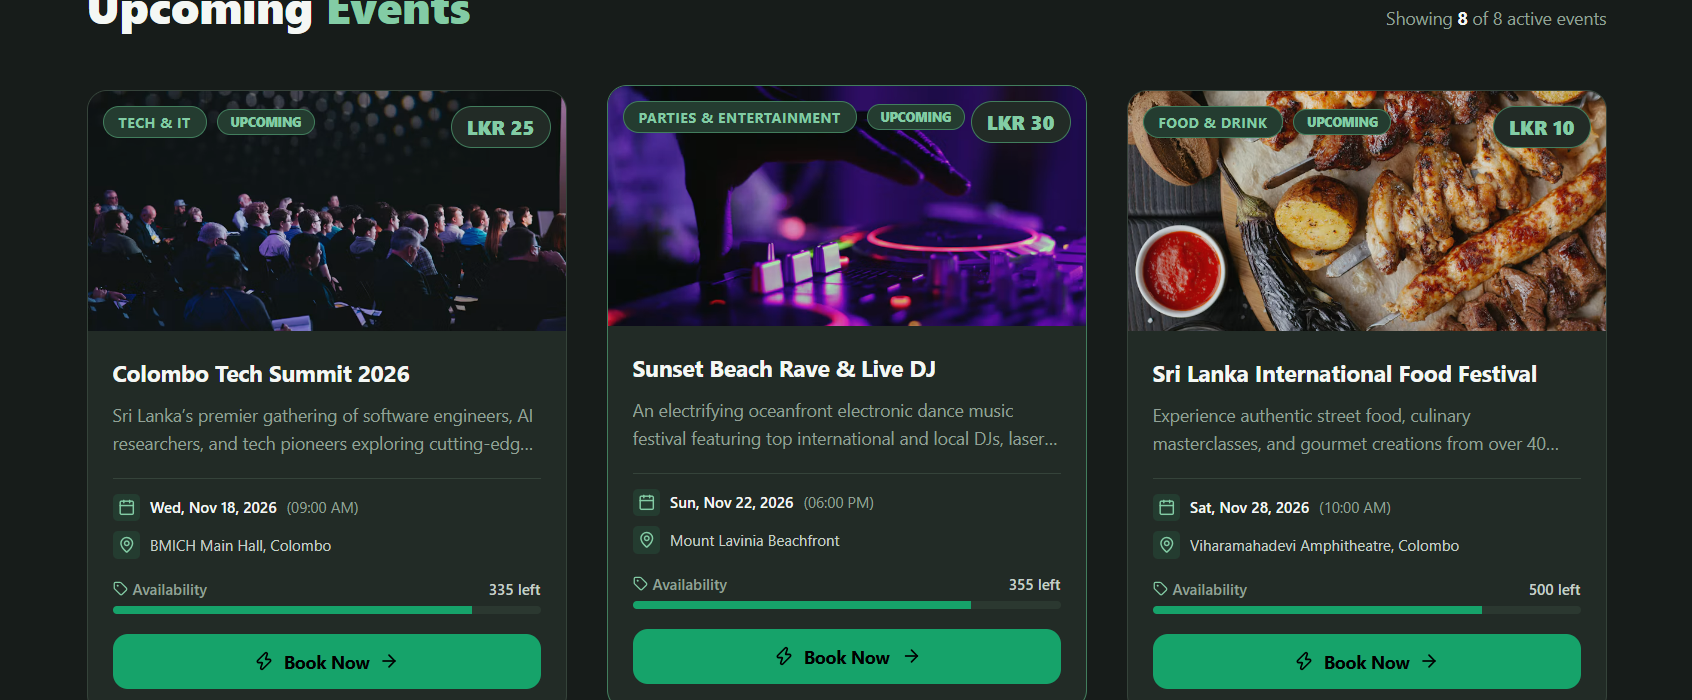 Upcoming Events
Showing 8 of 8 active events
TECH & IT
UPCOMING
LKR 25
Colombo Tech Summit 2026
Sri Lanka's premier gathering of software engineers, AI
researchers, and tech pioneers exploring cutting-edg...
Wed, Nov 18, 2026 (09:00 AM)
BMICH Main Hall, Colombo
Availability 335 left
Book Now →
PARTIES & ENTERTAINMENT
UPCOMING
LKR 30
Sunset Beach Rave & Live DJ
An electrifying oceanfront electronic dance music
festival featuring top international and local DJs, laser...
Sun, Nov 22, 2026 (06:00 PM)
Mount Lavinia Beachfront
Availability 355 left
Book Now →
FOOD & DRINK
UPCOMING
LKR 10
Sri Lanka International Food Festival
Experience authentic street food, culinary
masterclasses, and gourmet creations from over 40...
Sat, Nov 28, 2026 (10:00 AM)
Viharamahadevi Amphitheatre, Colombo
Availability 500 left
Book Now →